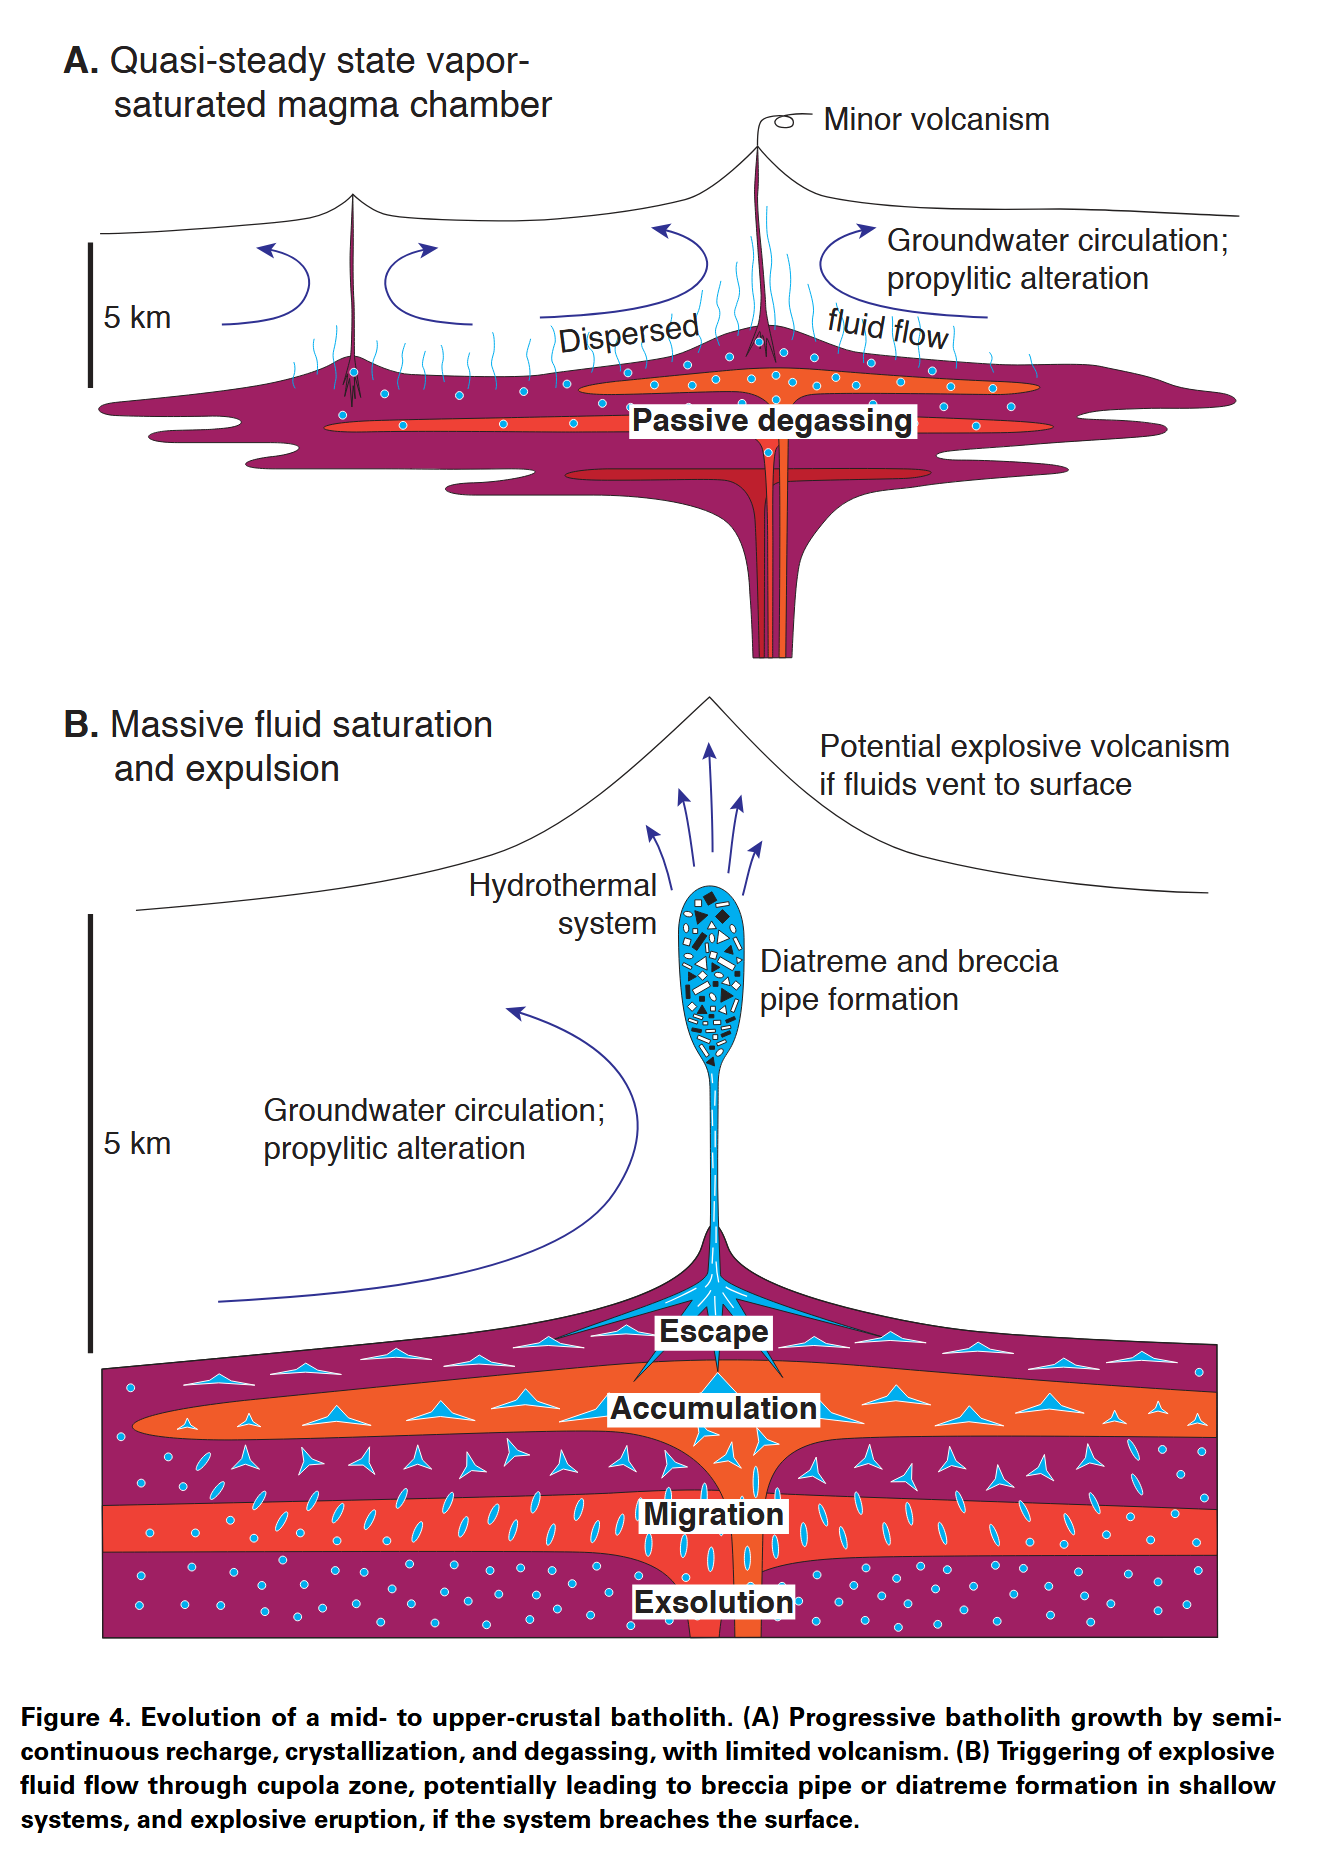 A. Quasi-steady state vapor-
saturated magma chamber
Minor volcanism
Groundwater circulation;
propylitic alteration
5 km
Dispersed fluid flow
Passive degassing
B. Massive fluid saturation
and expulsion
Potential explosive volcanism
if fluids vent to surface
Hydrothermal
system
Diatreme and breccia
pipe formation
Groundwater circulation;
propylitic alteration
5 km
Escape
Accumulation
Migration
Exsolution
Figure 4. Evolution of a mid- to upper-crustal batholith. (A) Progressive batholith growth by semi-
continuous recharge, crystallization, and degassing, with limited volcanism. (B) Triggering of explosive
fluid flow through cupola zone, potentially leading to breccia pipe or diatreme formation in shallow
systems, and explosive eruption, if the system breaches the surface.